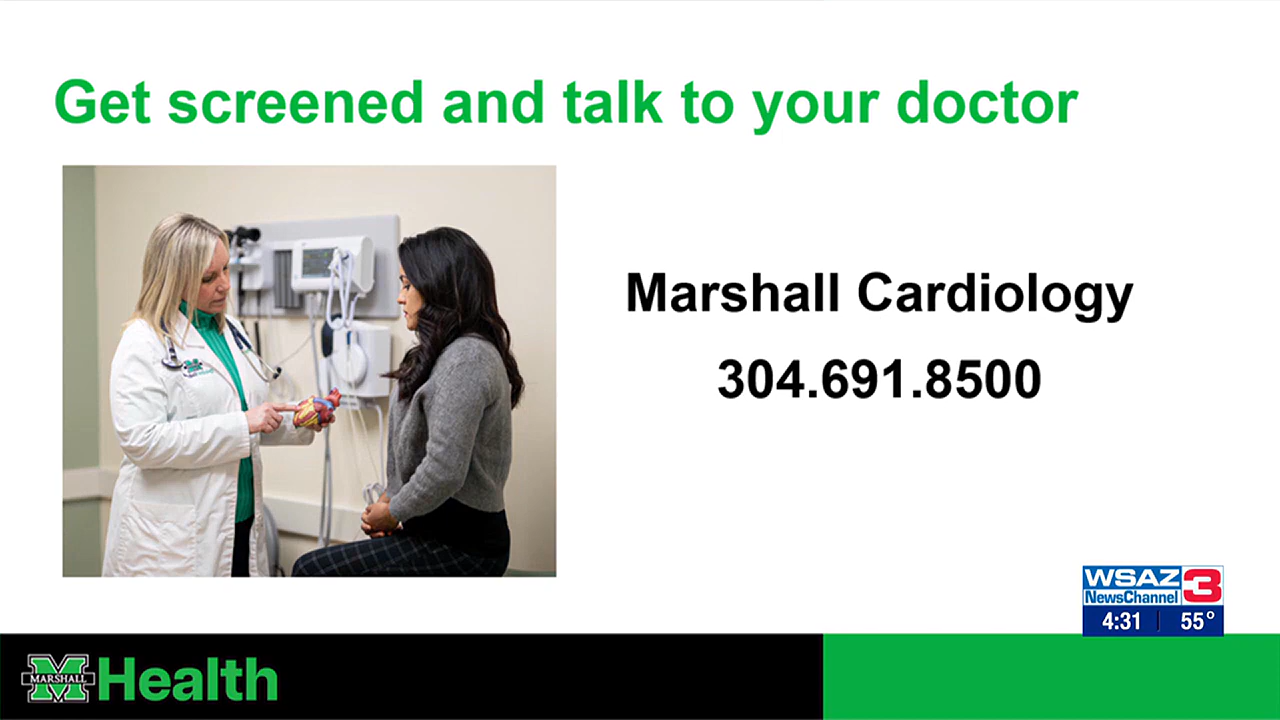 Get screened and talk to your doctor
Marshall Cardiology
304.691.8500
WSAZ 3
NewsChannel
4:31 55°
M
MARSHALL
Health